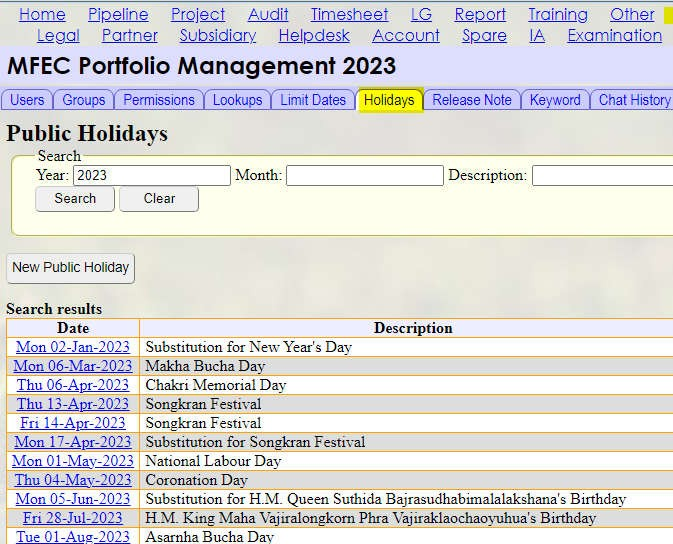 Home Pipeline Project Audit Timesheet LG Report Training Other
Legal Partner Subsidiary Helpdesk Account Spare IA Examination
MFEC Portfolio Management 2023
Users Groups Permissions Lookups Limit Dates Holidays Release Note Keyword Chat History
Public Holidays
Search
Year: 2023 Month: Description:
Search Clear
New Public Holiday
Search results
Date Description
Mon 02-Jan-2023 Substitution for New Year's Day
Mon 06-Mar-2023 Makha Bucha Day
Thu 06-Apr-2023 Chakri Memorial Day
Thu 13-Apr-2023 Songkran Festival
Fri 14-Apr-2023 Songkran Festival
Mon 17-Apr-2023 Substitution for Songkran Festival
Mon 01-May-2023 National Labour Day
Thu 04-May-2023 Coronation Day
Mon 05-Jun-2023 Substitution for H.M. Queen Suthida Bajrasudhabimalalakshana's Birthday
Fri 28-Jul-2023 H.M. King Maha Vajiralongkorn Phra Vajiraklaochaoyuhua's Birthday
Tue 01-Aug-2023 Asarnha Bucha Day